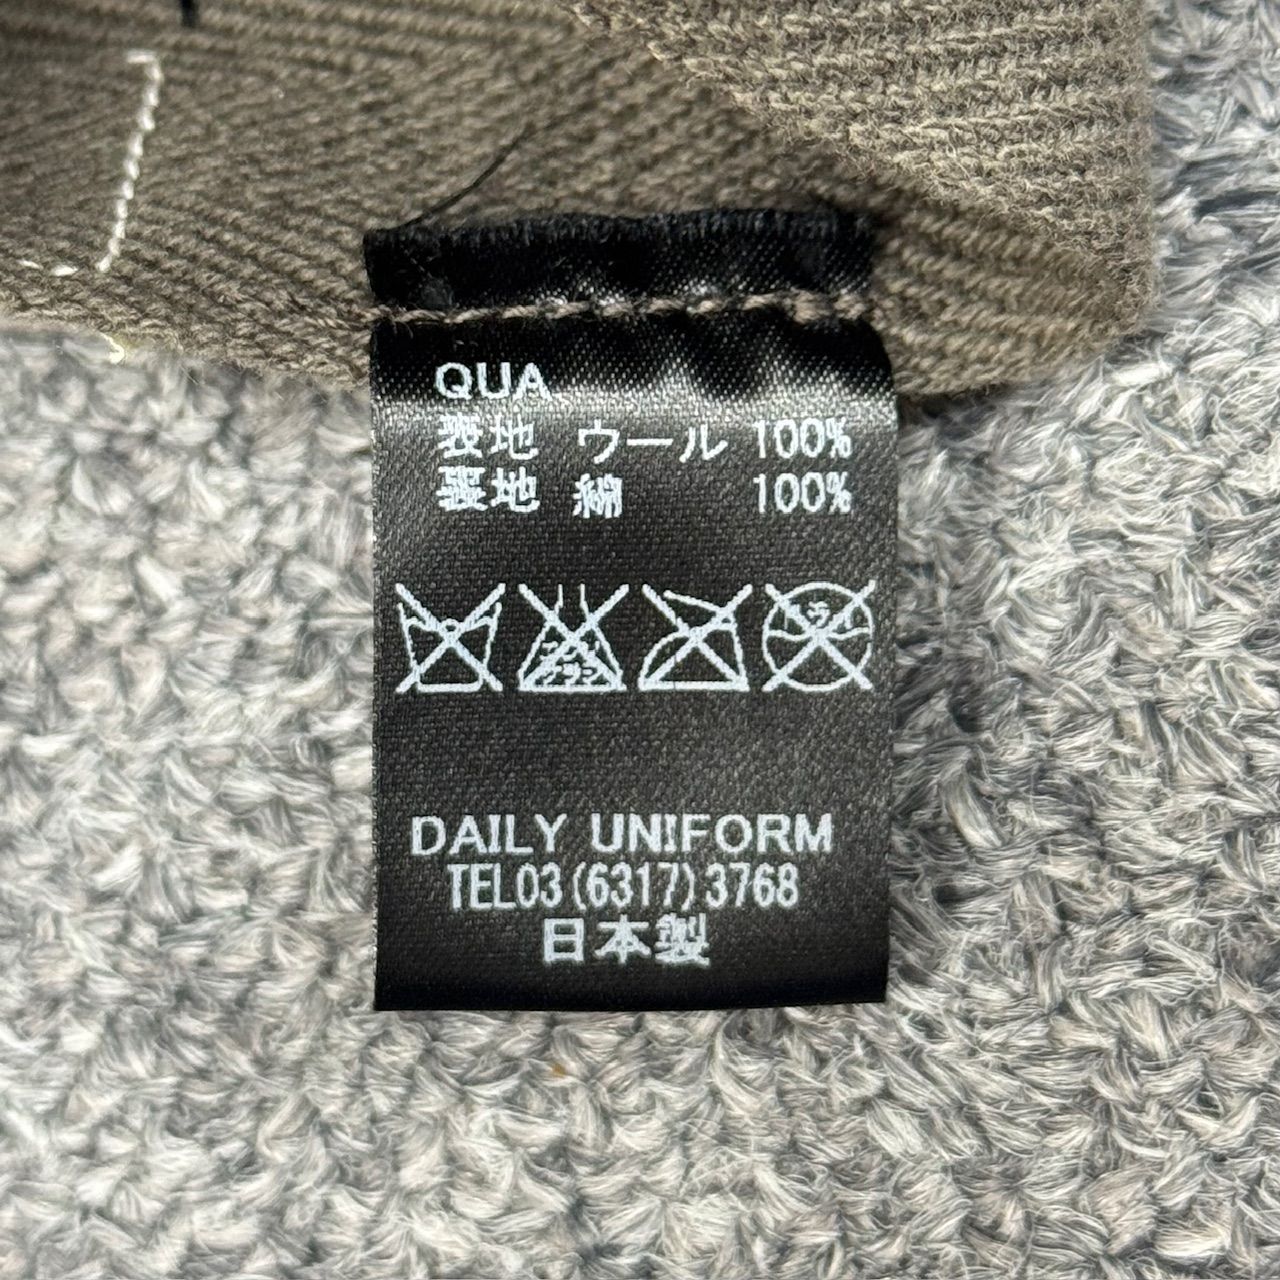 QUA
表地 ウール 100%
裏地 綿 100%
DAILY UNIFORM
TEL03(6317)3768
日本製